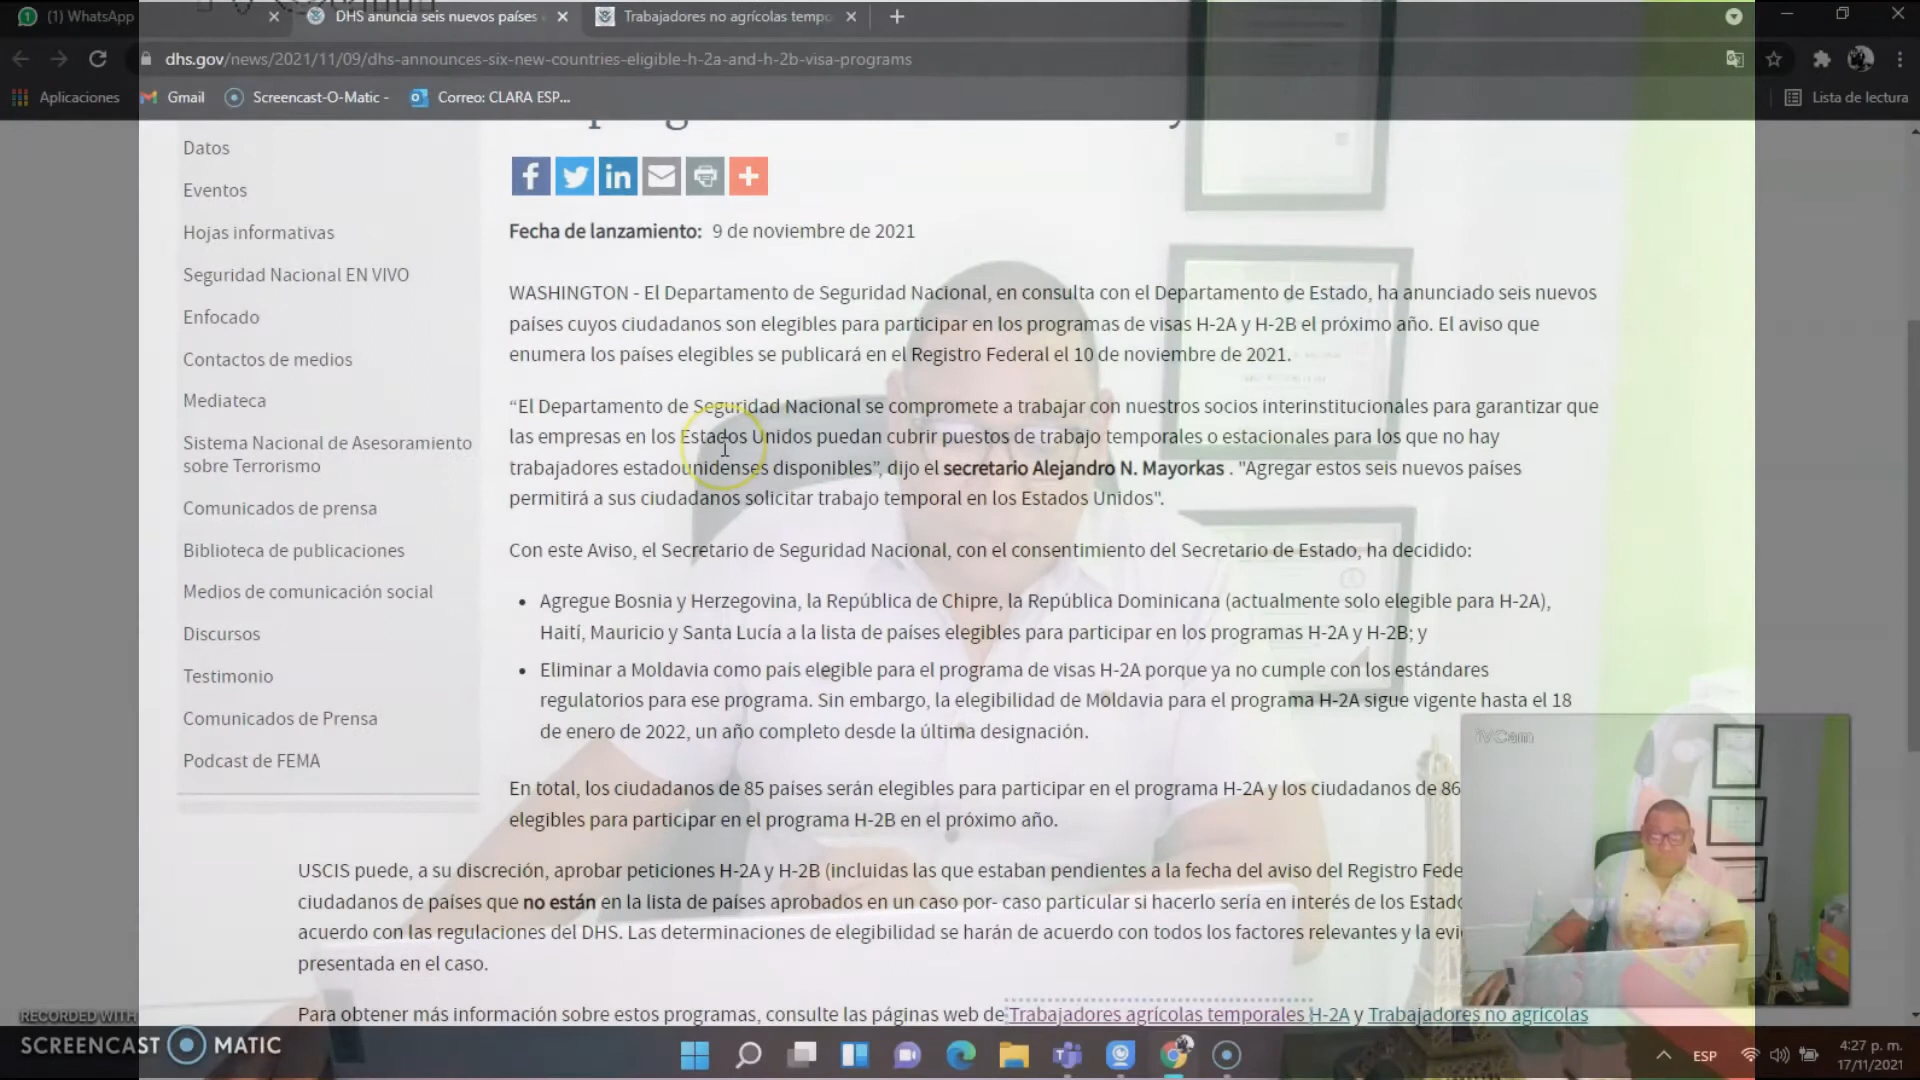 (1) WhatsApp
DHS anuncia seis nuevos países e
Trabajadores no agrícolas tempo
dhs.gov/news/2021/11/09/dhs-announces-six-new-countries-eligible-h-2a-and-h-2b-visa-programs
Aplicaciones
Gmail
Screencast-O-Matic -
Correo: CLARA ESP...
Lista de lectura
Datos
Eventos
Hojas informativas
Seguridad Nacional EN VIVO
Enfocado
Contactos de medios
Mediateca
Sistema Nacional de Asesoramiento
sobre Terrorismo
Comunicados de prensa
Biblioteca de publicaciones
Medios de comunicación social
Discursos
Testimonio
Comunicados de Prensa
Podcast de FEMA
Fecha de lanzamiento: 9 de noviembre de 2021
WASHINGTON - El Departamento de Seguridad Nacional, en consulta con el Departamento de Estado, ha anunciado seis nuevos
países cuyos ciudadanos son elegibles para participar en los programas de visas H-2A y H-2B el próximo año. El aviso que
enumera los países elegibles se publicará en el Registro Federal el 10 de noviembre de 2021.
“El Departamento de Seguridad Nacional se compromete a trabajar con nuestros socios interinstitucionales para garantizar que
las empresas en los Estados Unidos puedan cubrir puestos de trabajo temporales o estacionales para los que no hay
trabajadores estadounidenses disponibles”, dijo el secretario Alejandro N. Mayorkas . "Agregar estos seis nuevos países
permitirá a sus ciudadanos solicitar trabajo temporal en los Estados Unidos".
Con este Aviso, el Secretario de Seguridad Nacional, con el consentimiento del Secretario de Estado, ha decidido:
• Agregue Bosnia y Herzegovina, la República de Chipre, la República Dominicana (actualmente solo elegible para H-2A),
Haití, Mauricio y Santa Lucía a la lista de países elegibles para participar en los programas H-2A y H-2B; y
• Eliminar a Moldavia como país elegible para el programa de visas H-2A porque ya no cumple con los estándares
regulatorios para ese programa. Sin embargo, la elegibilidad de Moldavia para el programa H-2A sigue vigente hasta el 18
de enero de 2022, un año completo desde la última designación.
En total, los ciudadanos de 85 países serán elegibles para participar en el programa H-2A y los ciudadanos de 86
elegibles para participar en el programa H-2B en el próximo año.
USCIS puede, a su discreción, aprobar peticiones H-2A y H-2B (incluidas las que estaban pendientes a la fecha del aviso del Registro Fede
ciudadanos de países que no están en la lista de países aprobados en un caso por- caso particular si hacerlo sería en interés de los Estado
acuerdo con las regulaciones del DHS. Las determinaciones de elegibilidad se harán de acuerdo con todos los factores relevantes y la evi
presentada en el caso.
Para obtener más información sobre estos programas, consulte las páginas web de Trabajadores agrícolas temporales H-2A y Trabajadores no agrícolas
iVCam
RECORDED WITH
SCREENCAST MATIC
ESP
4:27 p. m.
17/11/2021